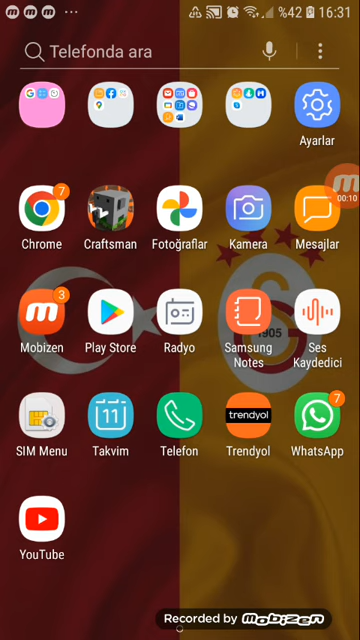 %42 16:31
Telefonda ara
Ayarlar
7
00:10
Chrome
Craftsman
Fotoğraflar
Kamera
Mesajlar
3
1905
Mobizen
Play Store
Radyo
Samsung
Notes
Ses
Kaydedici
11
trendyol
7
SIM Menu
Takvim
Telefon
Trendyol
WhatsApp
YouTube
Recorded by Mobizen